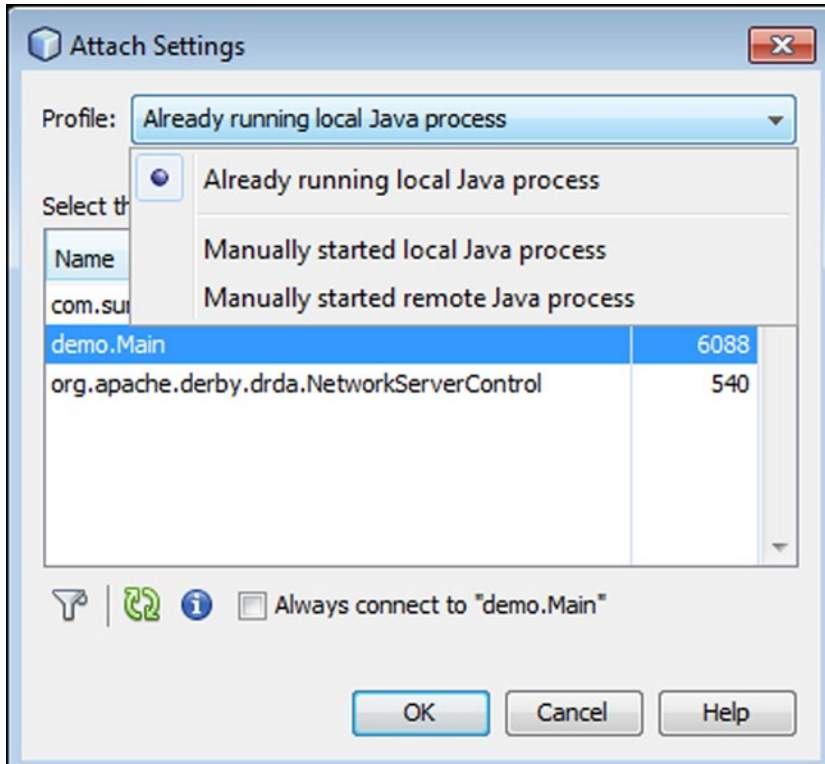 Attach Settings
Profile: Already running local Java process
Already running local Java process
Select th
Manually started local Java process
Name
Manually started remote Java process
com.sun
demo.Main 6088
org.apache.derby.drda.NetworkServerControl 540
Always connect to "demo.Main"
OK Cancel Help